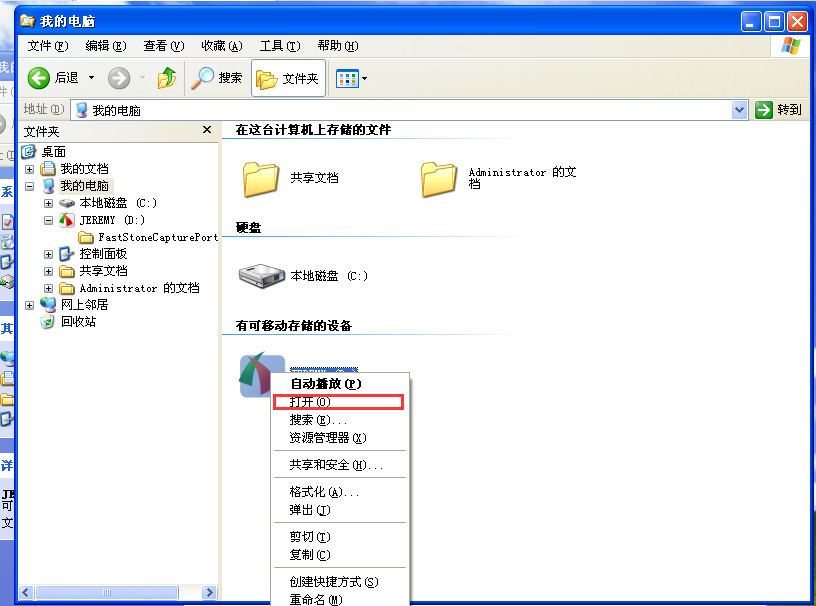 我的电脑
文件(F) 编辑(E) 查看(V) 收藏(A) 工具(T) 帮助(H)
后退 搜索 文件夹
地址(D) 我的电脑 转到
文件夹
桌面
我的文档
我的电脑
本地磁盘 (C:)
JEREMY (D:)
FastStoneCapturePort
控制面板
共享文档
Administrator 的文档
网上邻居
回收站
在这台计算机上存储的文件
共享文档
Administrator 的文
档
硬盘
本地磁盘 (C:)
有可移动存储的设备
自动播放(P)
打开(O)
搜索(E)...
资源管理器(X)
共享和安全(H)...
格式化(A)...
弹出(J)
剪切(T)
复制(C)
创建快捷方式(S)
重命名(M)
系
其
详
JE
可
文